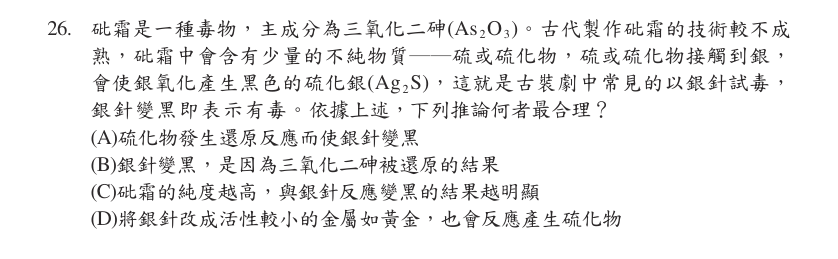 26. 砒霜是一種毒物，主成分為三氧化二砷(As₂O₃)。古代製作砒霜的技術較不成
熟，砒霜中會含有少量的不純物質——硫或硫化物，硫或硫化物接觸到銀，
會使銀氧化產生黑色的硫化銀(Ag₂S)，這就是古裝劇中常見的以銀針試毒，
銀針變黑即表示有毒。依據上述，下列推論何者最合理？
(A)硫化物發生還原反應而使銀針變黑
(B)銀針變黑，是因為三氧化二砷被還原的結果
(C)砒霜的純度越高，與銀針反應變黑的結果越明顯
(D)將銀針改成活性較小的金屬如黃金，也會反應產生硫化物